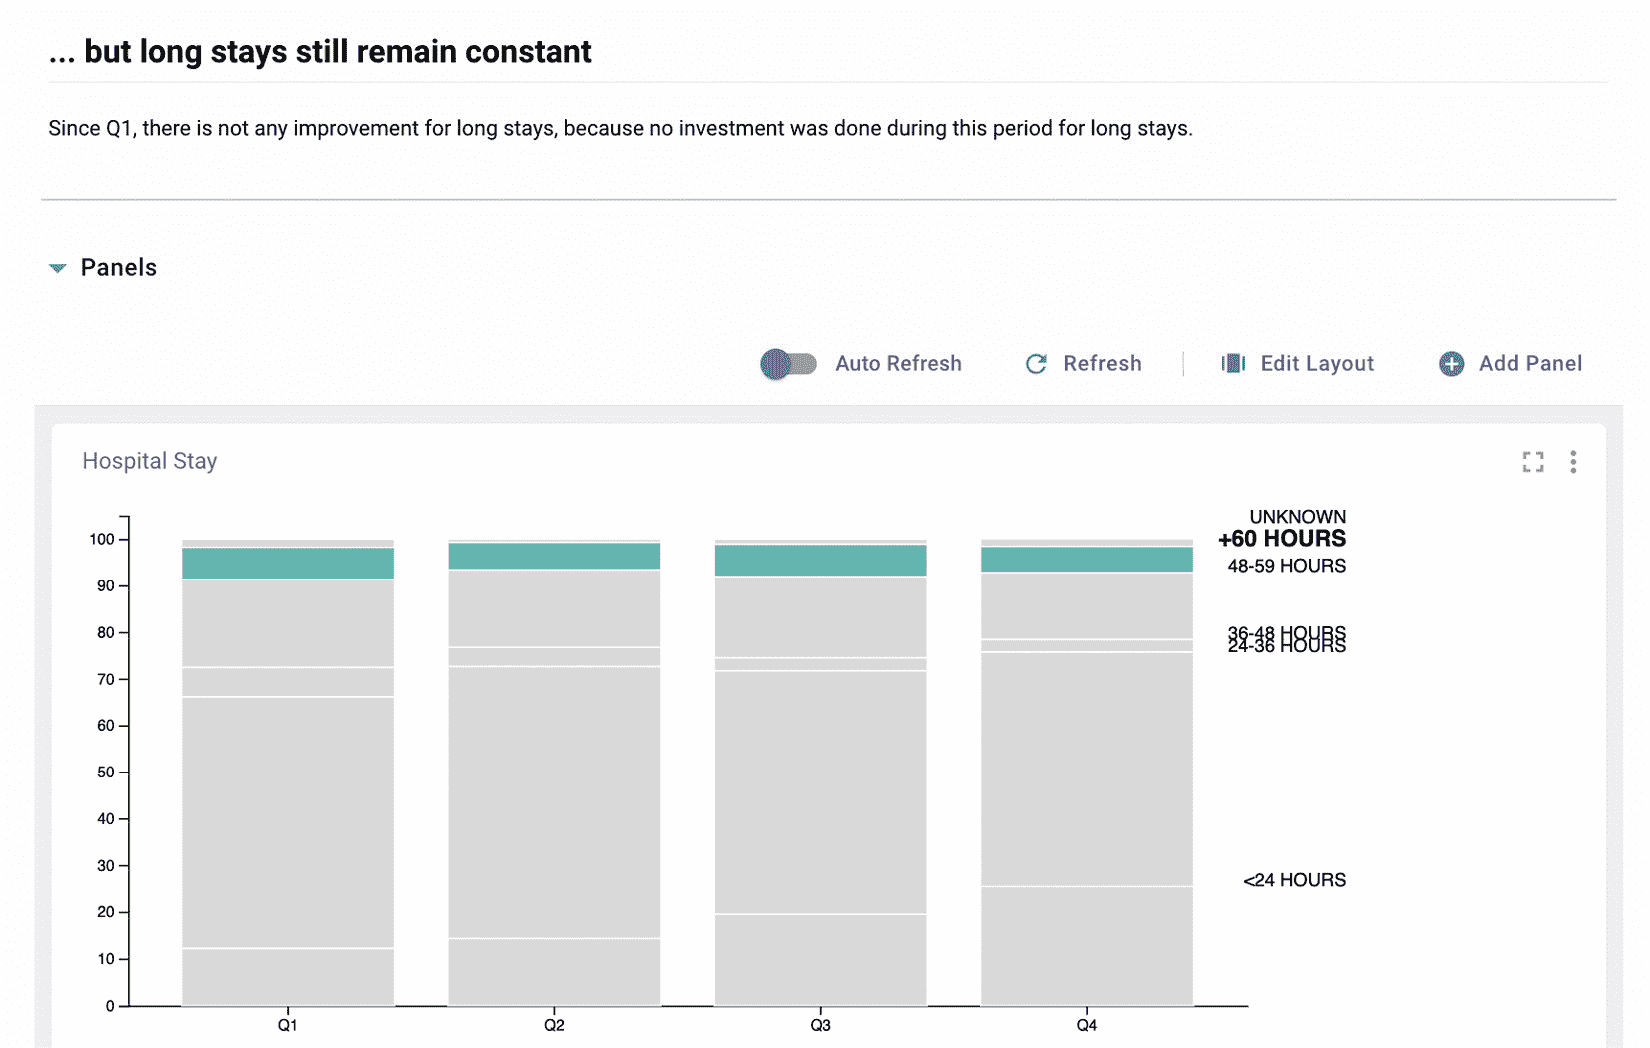 ... but long stays still remain constant
Since Q1, there is not any improvement for long stays, because no investment was done during this period for long stays.
Panels
Auto Refresh
Refresh
Edit Layout
Add Panel
Hospital Stay
UNKNOWN
+60 HOURS
48-59 HOURS
36-48 HOURS
24-36 HOURS
<24 HOURS
100
90
80
70
60
50
40
30
20
10
0
Q1
Q2
Q3
Q4